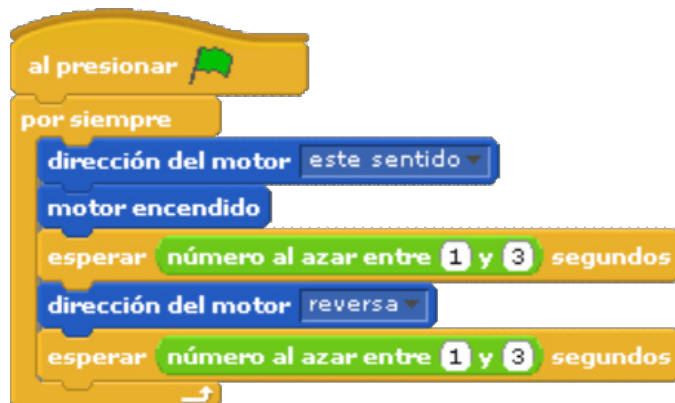 al presionar
por siempre
dirección del motor este sentido
motor encendido
esperar número al azar entre 1 y 3 segundos
dirección del motor reversa
esperar número al azar entre 1 y 3 segundos